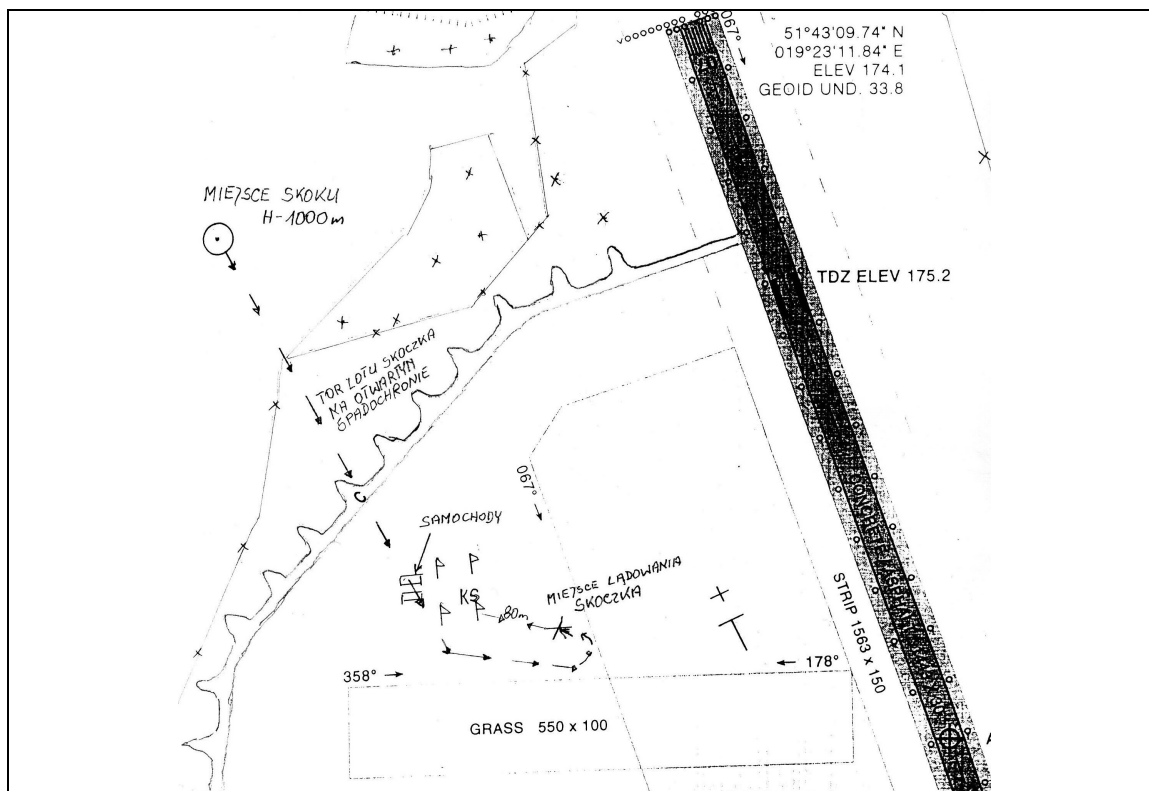 067°
51°43'09.74" N
019°23'11.84" E
ELEV 174.1
GEOID UND. 33.8
07
MIEJSCE SKOKU
H-1000m
TDZ ELEV 175.2
TOR LOTU SKOCZKA
NA OTWARTYM
SPADOCHRONIE
067°
C
SAMOCHODY
KS
80m
MIEJSCE LĄDOWANIA
SKOCZKA
STRIP 1563 x 150
358°
178°
GRASS 550 x 100